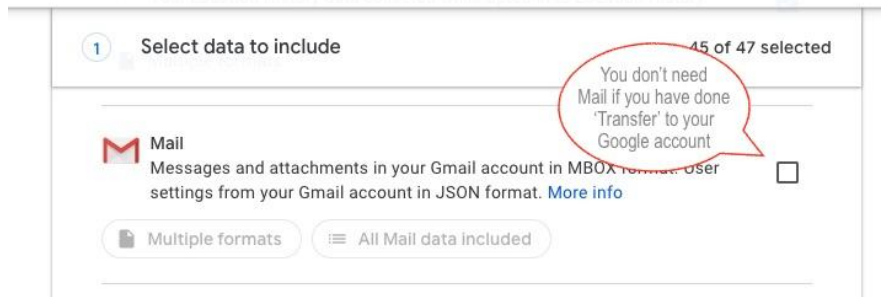 1 Select data to include 45 of 47 selected
You don't need
Mail if you have done
'Transfer' to your
Google account
Mail
Messages and attachments in your Gmail account in MBOX format. User
settings from your Gmail account in JSON format. More info
Multiple formats All Mail data included